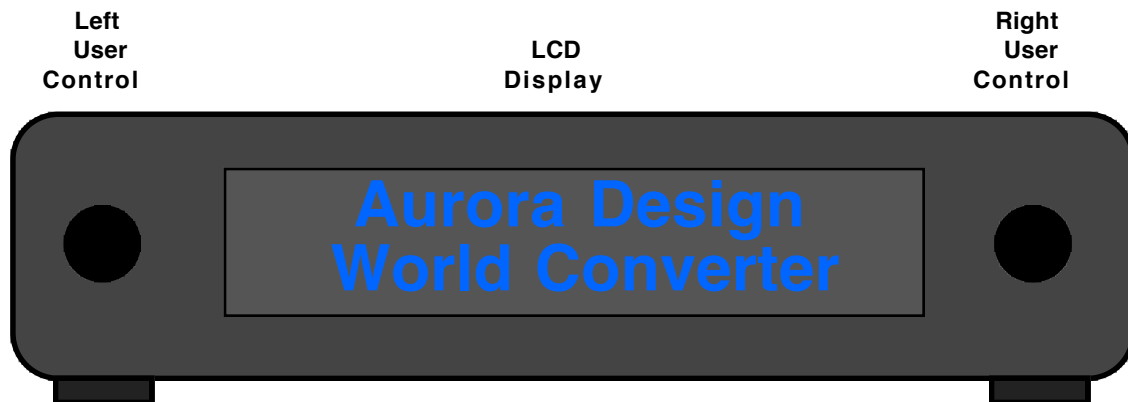 Left
User
Control
LCD
Display
Right
User
Control
Aurora Design
World Converter